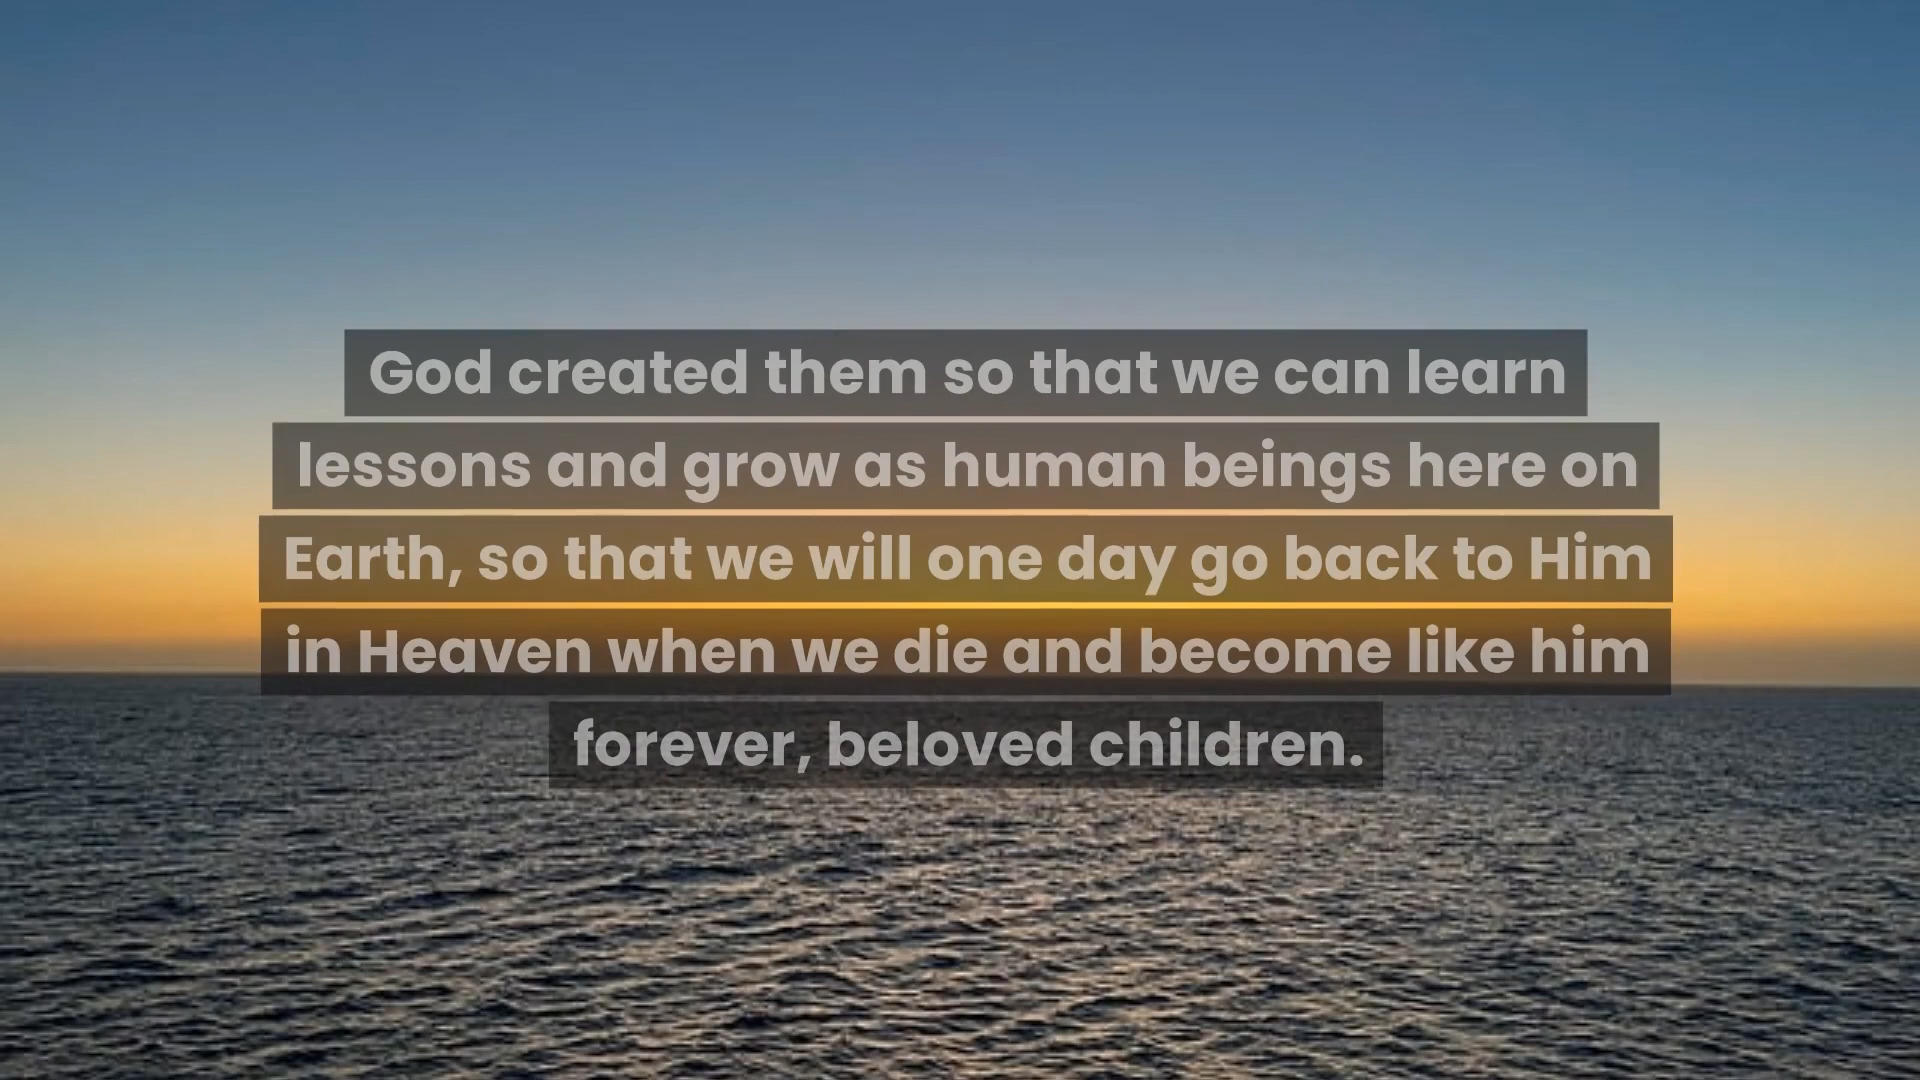 God created them so that we can learn
lessons and grow as human beings here on
Earth, so that we will one day go back to Him
in Heaven when we die and become like him
forever, beloved children.